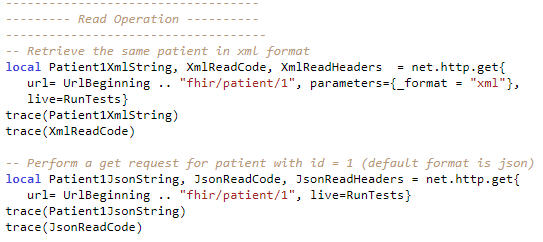 --------------------------------
--------- Read Operation ----------
---------------------------------
-- Retrieve the same patient in xml format
local Patient1XmlString, XmlReadCode, XmlReadHeaders  = net.http.get{
   url= UrlBeginning .. "fhir/patient/1", parameters={_format = "xml"},
   live=RunTests}
trace(Patient1XmlString)
trace(XmlReadCode)

-- Perform a get request for patient with id = 1 (default format is json)
local Patient1JsonString, JsonReadCode, JsonReadHeaders = net.http.get{
   url= UrlBeginning .. "fhir/patient/1", live=RunTests}
trace(Patient1JsonString)
trace(JsonReadCode)